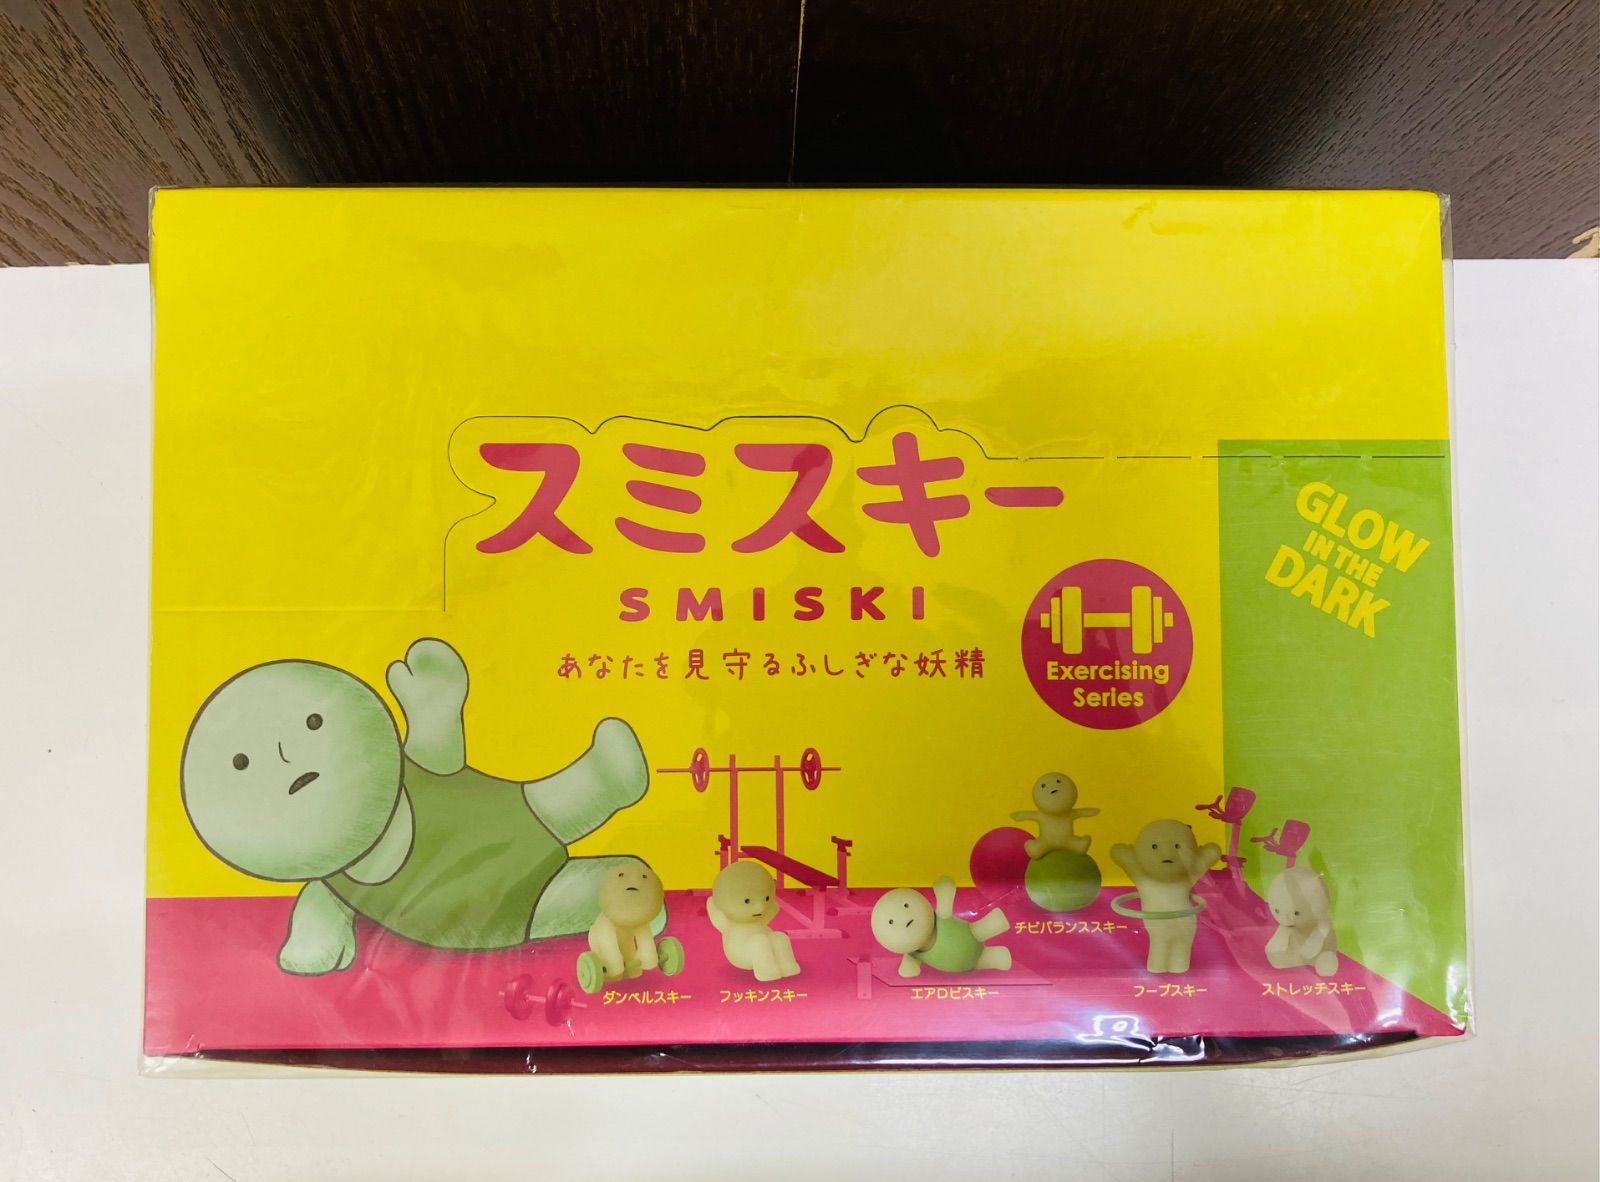 スミスキー
SMISKI
あなたを見守るふしぎな妖精
Exercising
Series
GLOW
IN THE
DARK
チビバランススキー
ダンベルスキー
フッキンスキー
エアロビスキー
フープスキー
ストレッチスキー